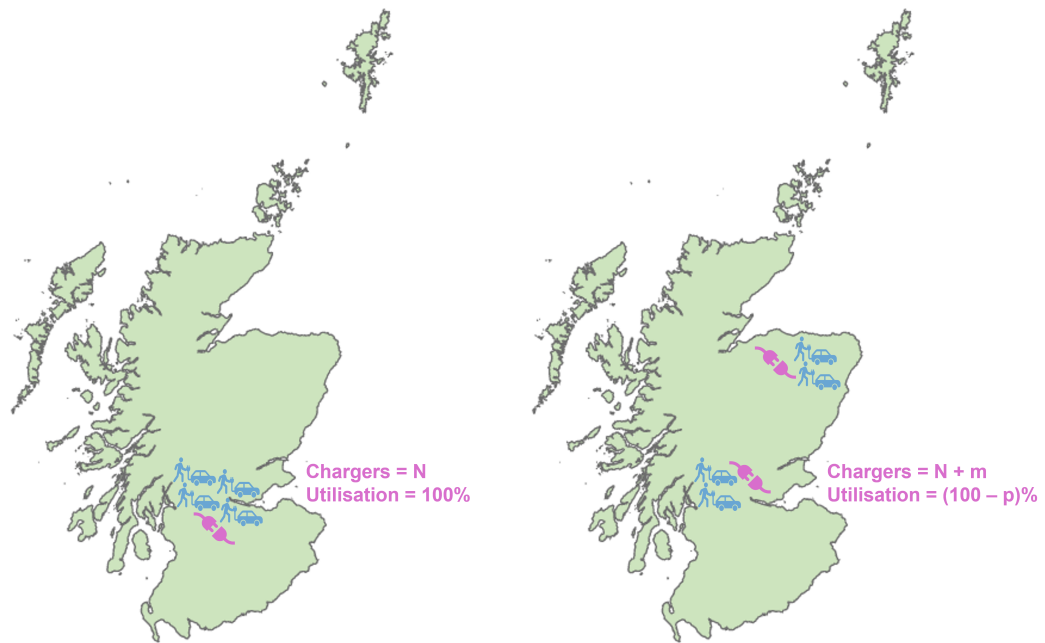 Chargers = N
Utilisation = 100%
Chargers = N + m
Utilisation = (100 – p)%